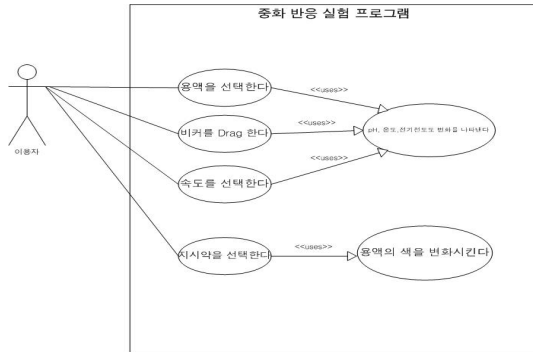 중화 반응 실험 프로그램
용액을 선택한다
<<uses>>
비커를 Drag 한다
<<uses>>
pH, 온도,전기전도도 변화를 나타낸다
이용자
<<uses>>
속도를 선택한다
지시약을 선택한다
<<uses>>
용액의 색을 변화시킨다